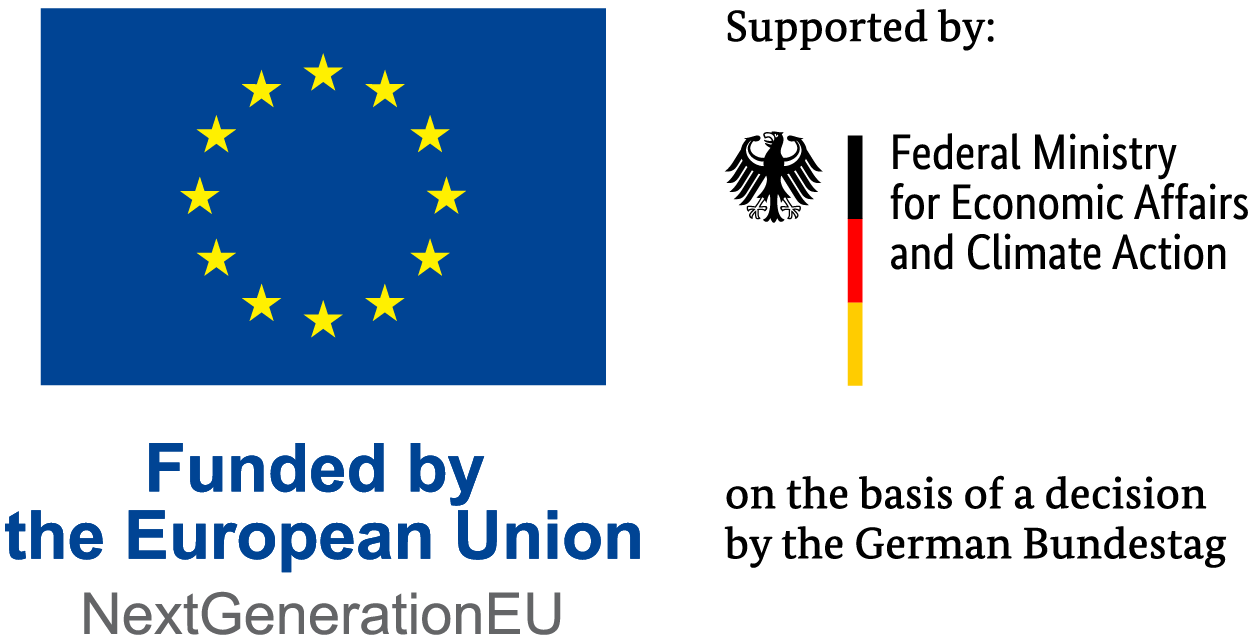 Funded by
the European Union
NextGenerationEU
Supported by:
Federal Ministry
for Economic Affairs
and Climate Action
on the basis of a decision
by the German Bundestag